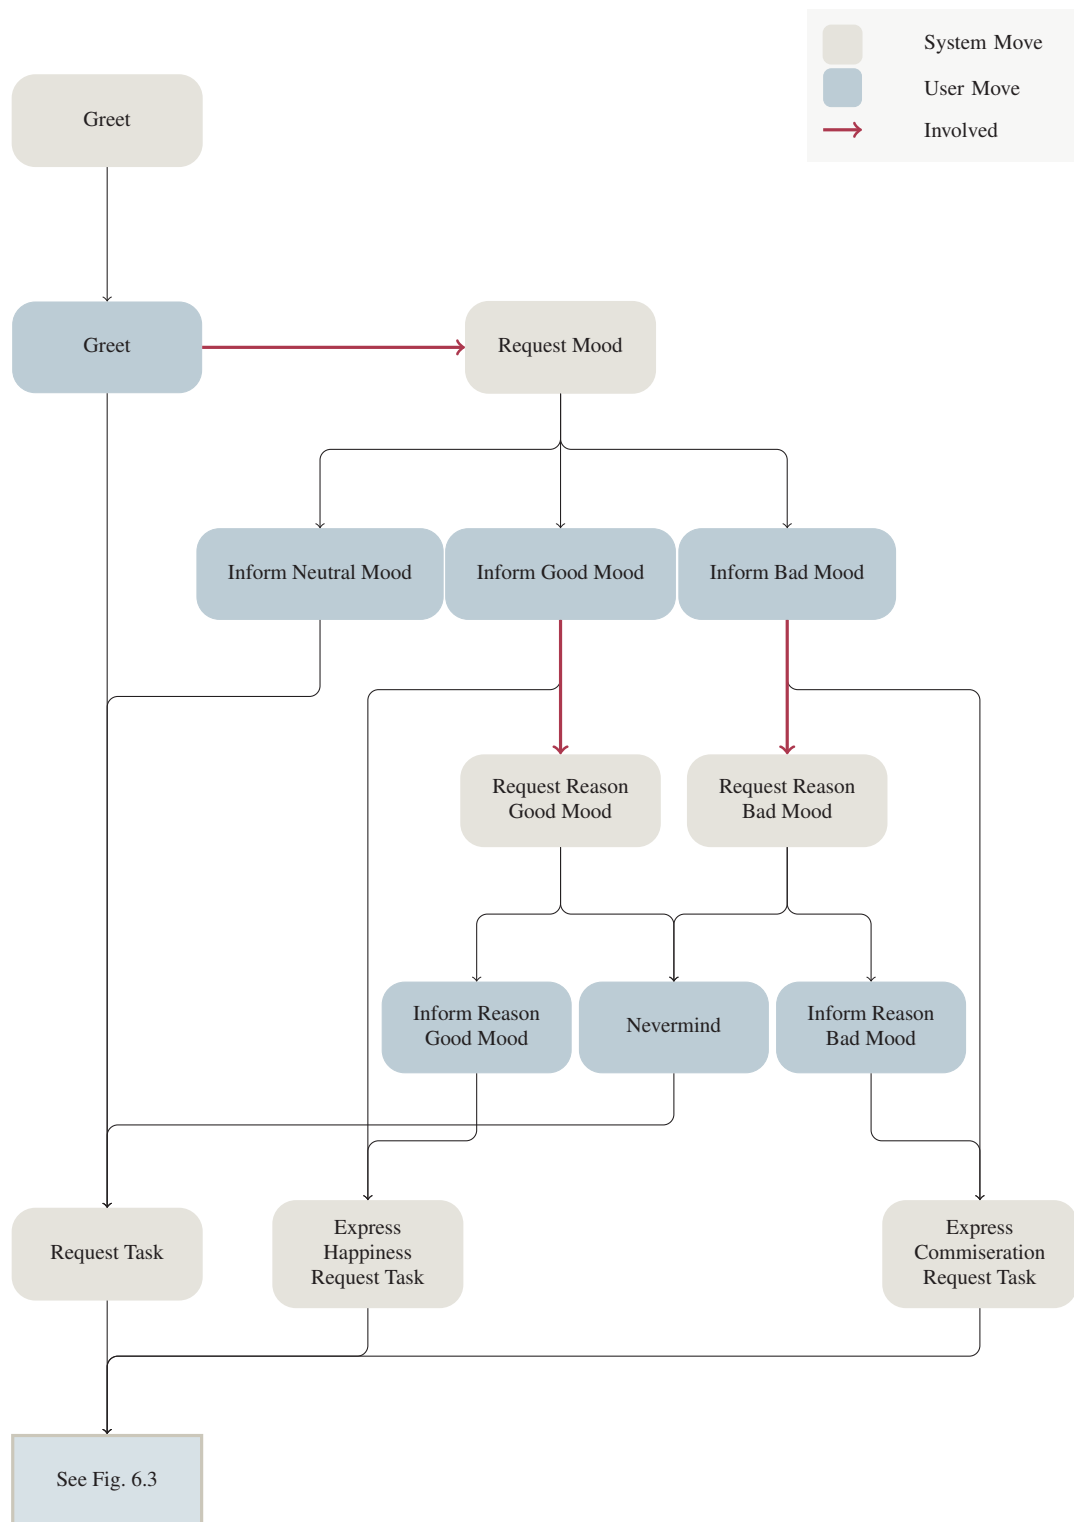 System Move
User Move
Involved
Greet
Greet
Request Mood
Inform Neutral Mood
Inform Good Mood
Inform Bad Mood
Request Reason
Good Mood
Request Reason
Bad Mood
Inform Reason
Good Mood
Nevermind
Inform Reason
Bad Mood
Request Task
Express
Happiness
Request Task
Express
Commiseration
Request Task
See Fig. 6.3